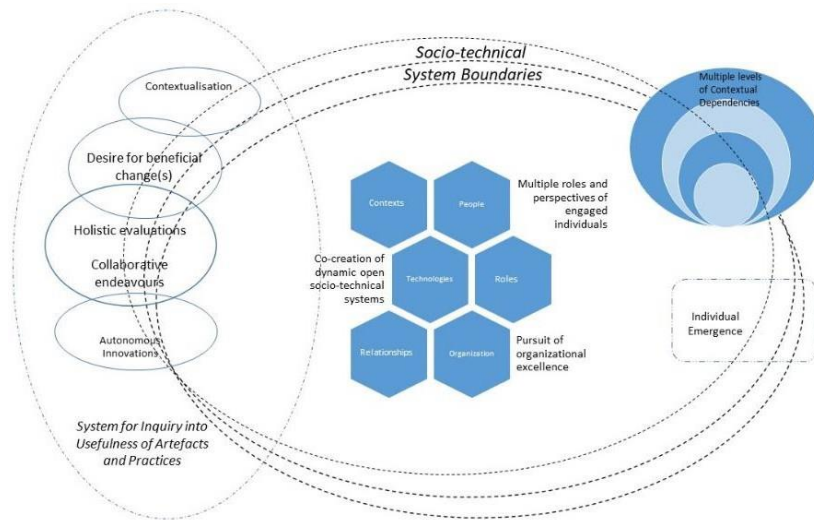 Socio-technical
System Boundaries
Contextualisation
Desire for beneficial
change(s)
Holistic evaluations
Collaborative
endeavours
Autonomous
Innovations
System for Inquiry into
Usefulness of Artefacts
and Practices
Contexts
People
Multiple roles and
perspectives of
engaged
individuals
Co-creation of
dynamic open
socio-technical
systems
Technologies
Roles
Relationships
Organization
Pursuit of
organizational
excellence
Multiple levels
of Contextual
Dependencies
Individual
Emergence